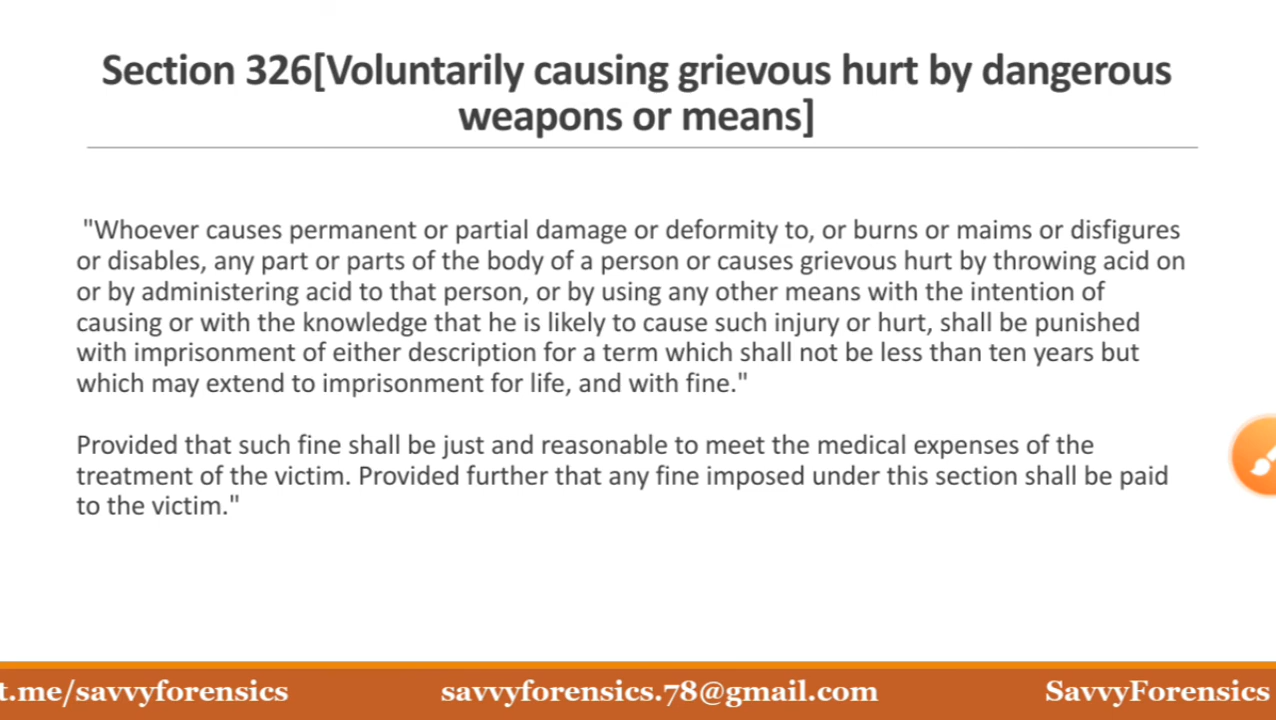 Section 326[Voluntarily causing grievous hurt by dangerous
weapons or means]
"Whoever causes permanent or partial damage or deformity to, or burns or maims or disfigures
or disables, any part or parts of the body of a person or causes grievous hurt by throwing acid on
or by administering acid to that person, or by using any other means with the intention of
causing or with the knowledge that he is likely to cause such injury or hurt, shall be punished
with imprisonment of either description for a term which shall not be less than ten years but
which may extend to imprisonment for life, and with fine."
Provided that such fine shall be just and reasonable to meet the medical expenses of the
treatment of the victim. Provided further that any fine imposed under this section shall be paid
to the victim."
t.me/savvyforensics savvyforensics.78@gmail.com SavvyForensics